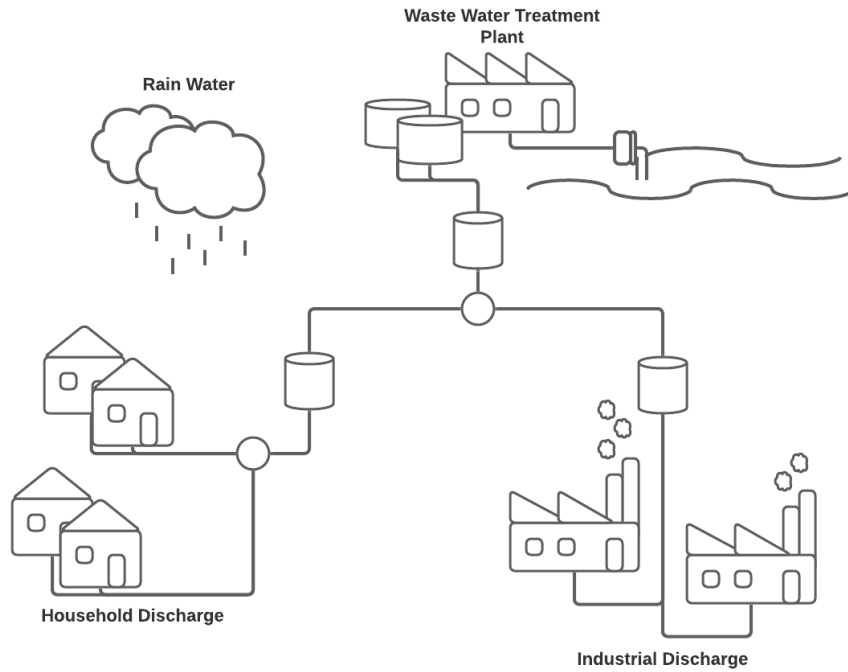 Waste Water Treatment
Plant
Rain Water
Household Discharge
Industrial Discharge